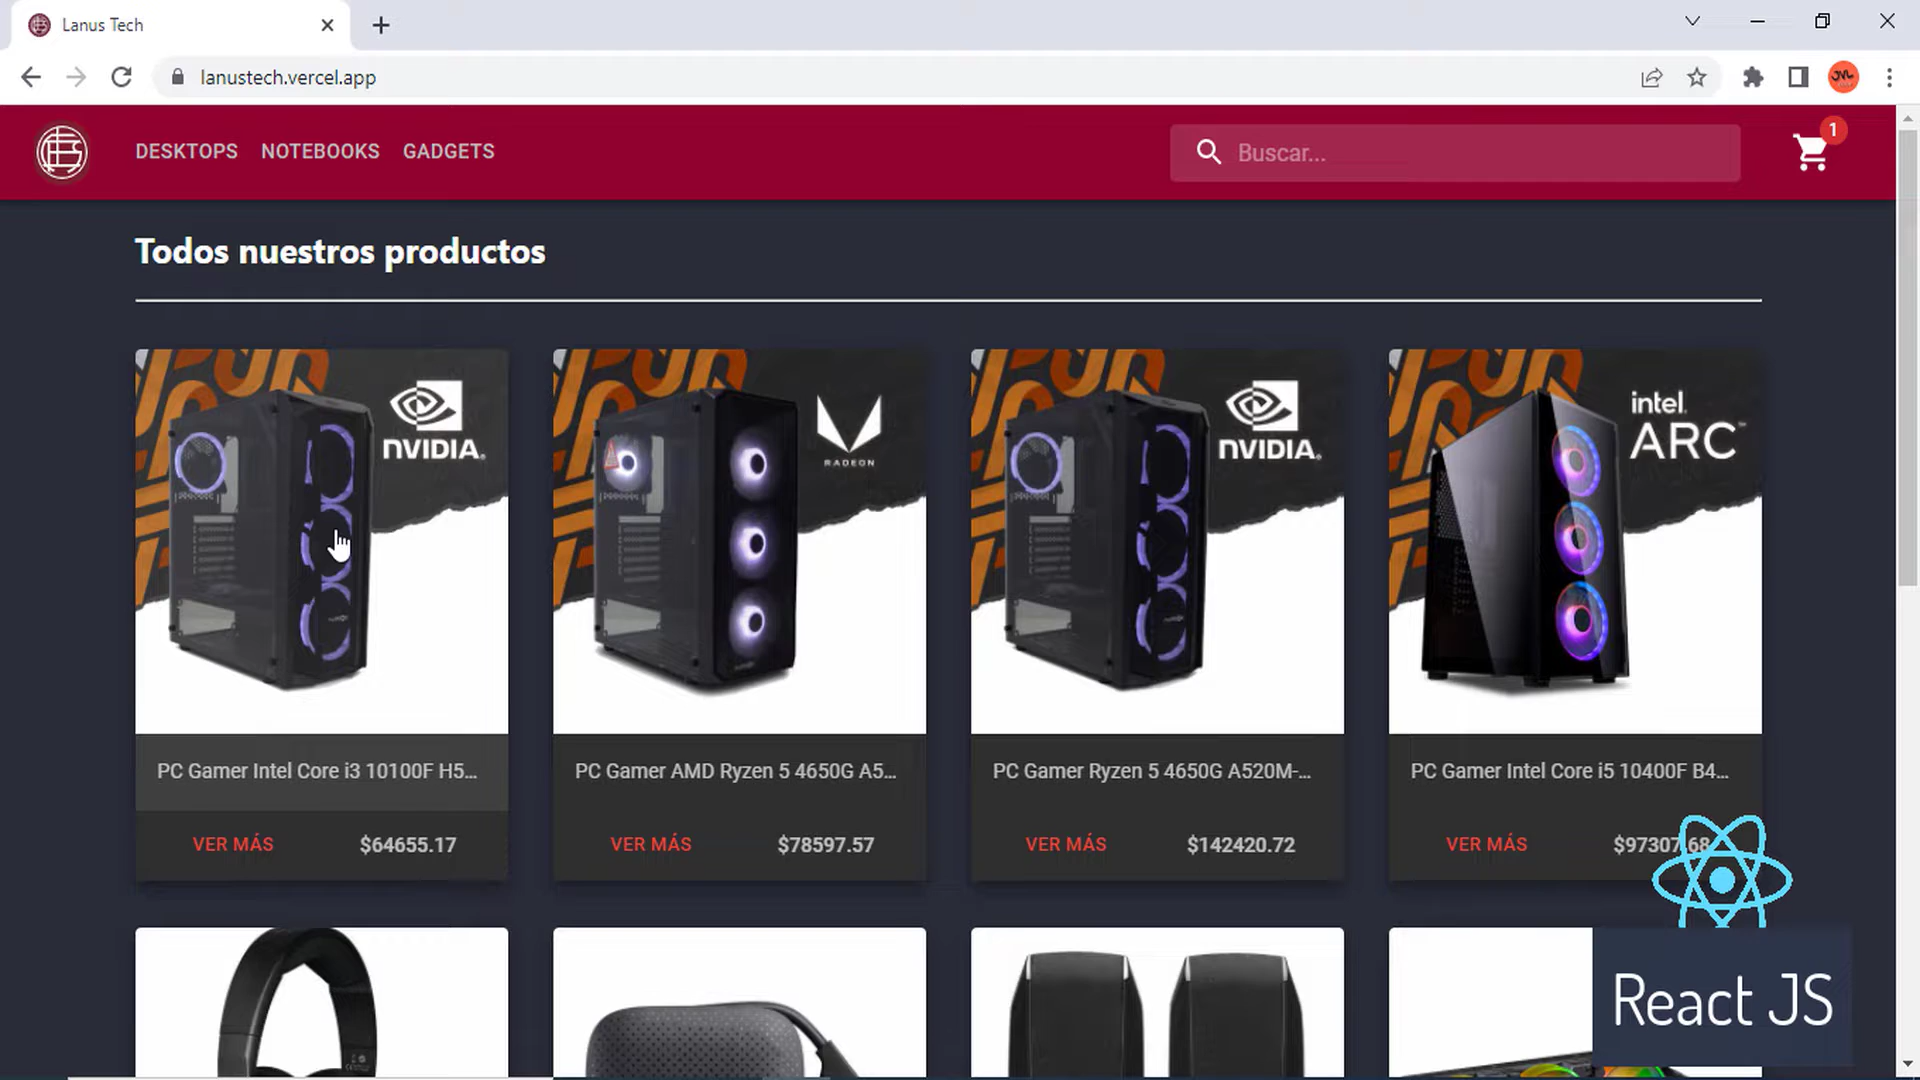 Lanus Tech
lanustech.vercel.app
DESKTOPS NOTEBOOKS GADGETS
Buscar...
1
Todos nuestros productos
NVIDIA.
RADEON
NVIDIA.
intel.
ARC™
PC Gamer Intel Core i3 10100F H5...
PC Gamer AMD Ryzen 5 4650G A5...
PC Gamer Ryzen 5 4650G A520M-...
PC Gamer Intel Core i5 10400F B4...
VER MÁS $64655.17
VER MÁS $78597.57
VER MÁS $142420.72
VER MÁS $97307.68
React JS